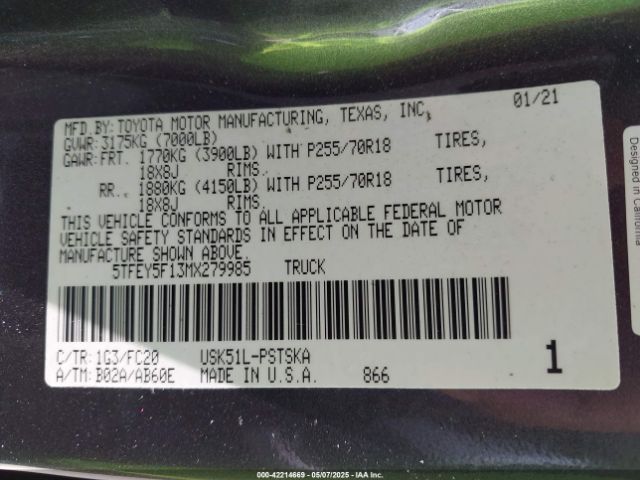 MFD.BY:TOYOTA MOTOR MANUFACTURING, TEXAS, INC, 01/21
GVWR:3175KG (7000LB)
GAWR:FRT. 1770KG (3900LB) WITH P255/70R18 TIRES,
18X8J RIMS.
RR. 1880KG (4150LB) WITH P255/70R18 TIRES,
18X8J RIMS.
THIS VEHICLE CONFORMS TO ALL APPLICABLE FEDERAL MOTOR
VEHICLE SAFETY STANDARDS IN EFFECT ON THE DATE OF
MANUFACTURE SHOWN ABOVE.
5TFEY5F13MX279985 TRUCK
C/TR:1G3/FC20 USK51L-PSTSKA
A/TM:B02A/AB60E MADE IN U.S.A. 866 1
Designed in California
000-42214669 - 05/07/2025 - IAA Inc.